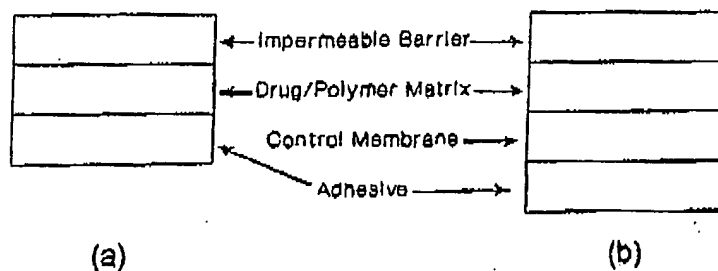 Impermeable Barrier
Drug/Polymer Matrix
Control Membrane
Adhesive
(a)
(b)